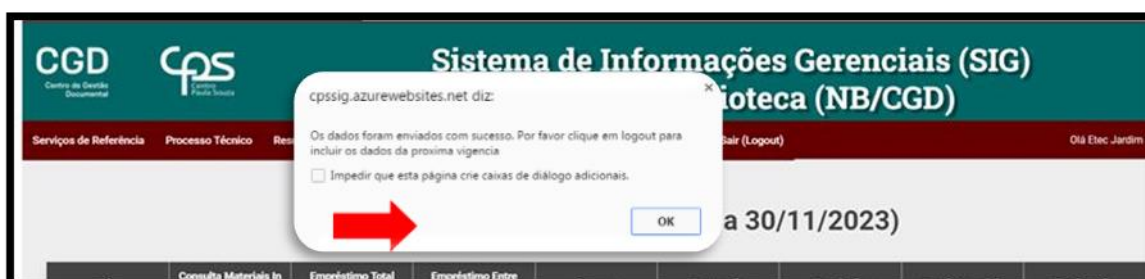 CGD
Centro de Gestão
Documental
Cps
Centro
Paula Souza
Sistema de Informações Gerenciais (SIG)
ioteca (NB/CGD)
cpssig.azurewebsites.net diz:
×
Os dados foram enviados com sucesso. Por favor clique em logout para
incluir os dados da proxima vigencia
Impedir que esta página crie caixas de diálogo adicionais.
OK
Serviços de Referência Processo Técnico Sair (Logout) Olá Etec Jardim
a 30/11/2023)
Consulta Materiais In Empréstimo Total Empréstimo Entre